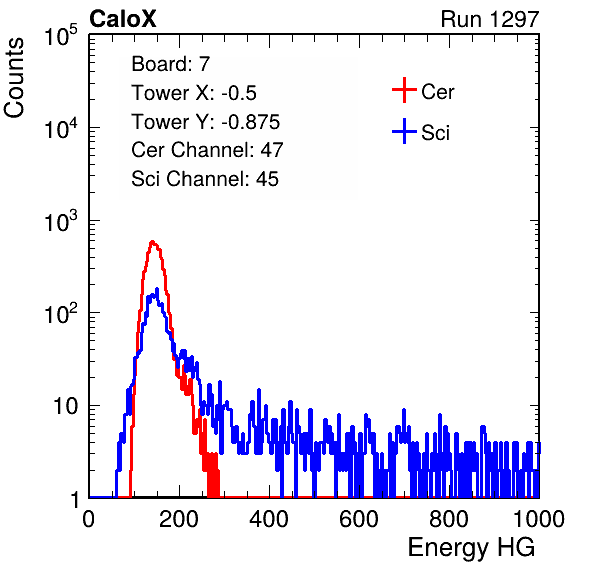 CaloX Run 1297
Counts
Board: 7
Tower X: -0.5
Tower Y: -0.875
Cer Channel: 47
Sci Channel: 45
Cer
Sci
10^5
10^4
10^3
10^2
10
1
0 200 400 600 800 1000
Energy HG